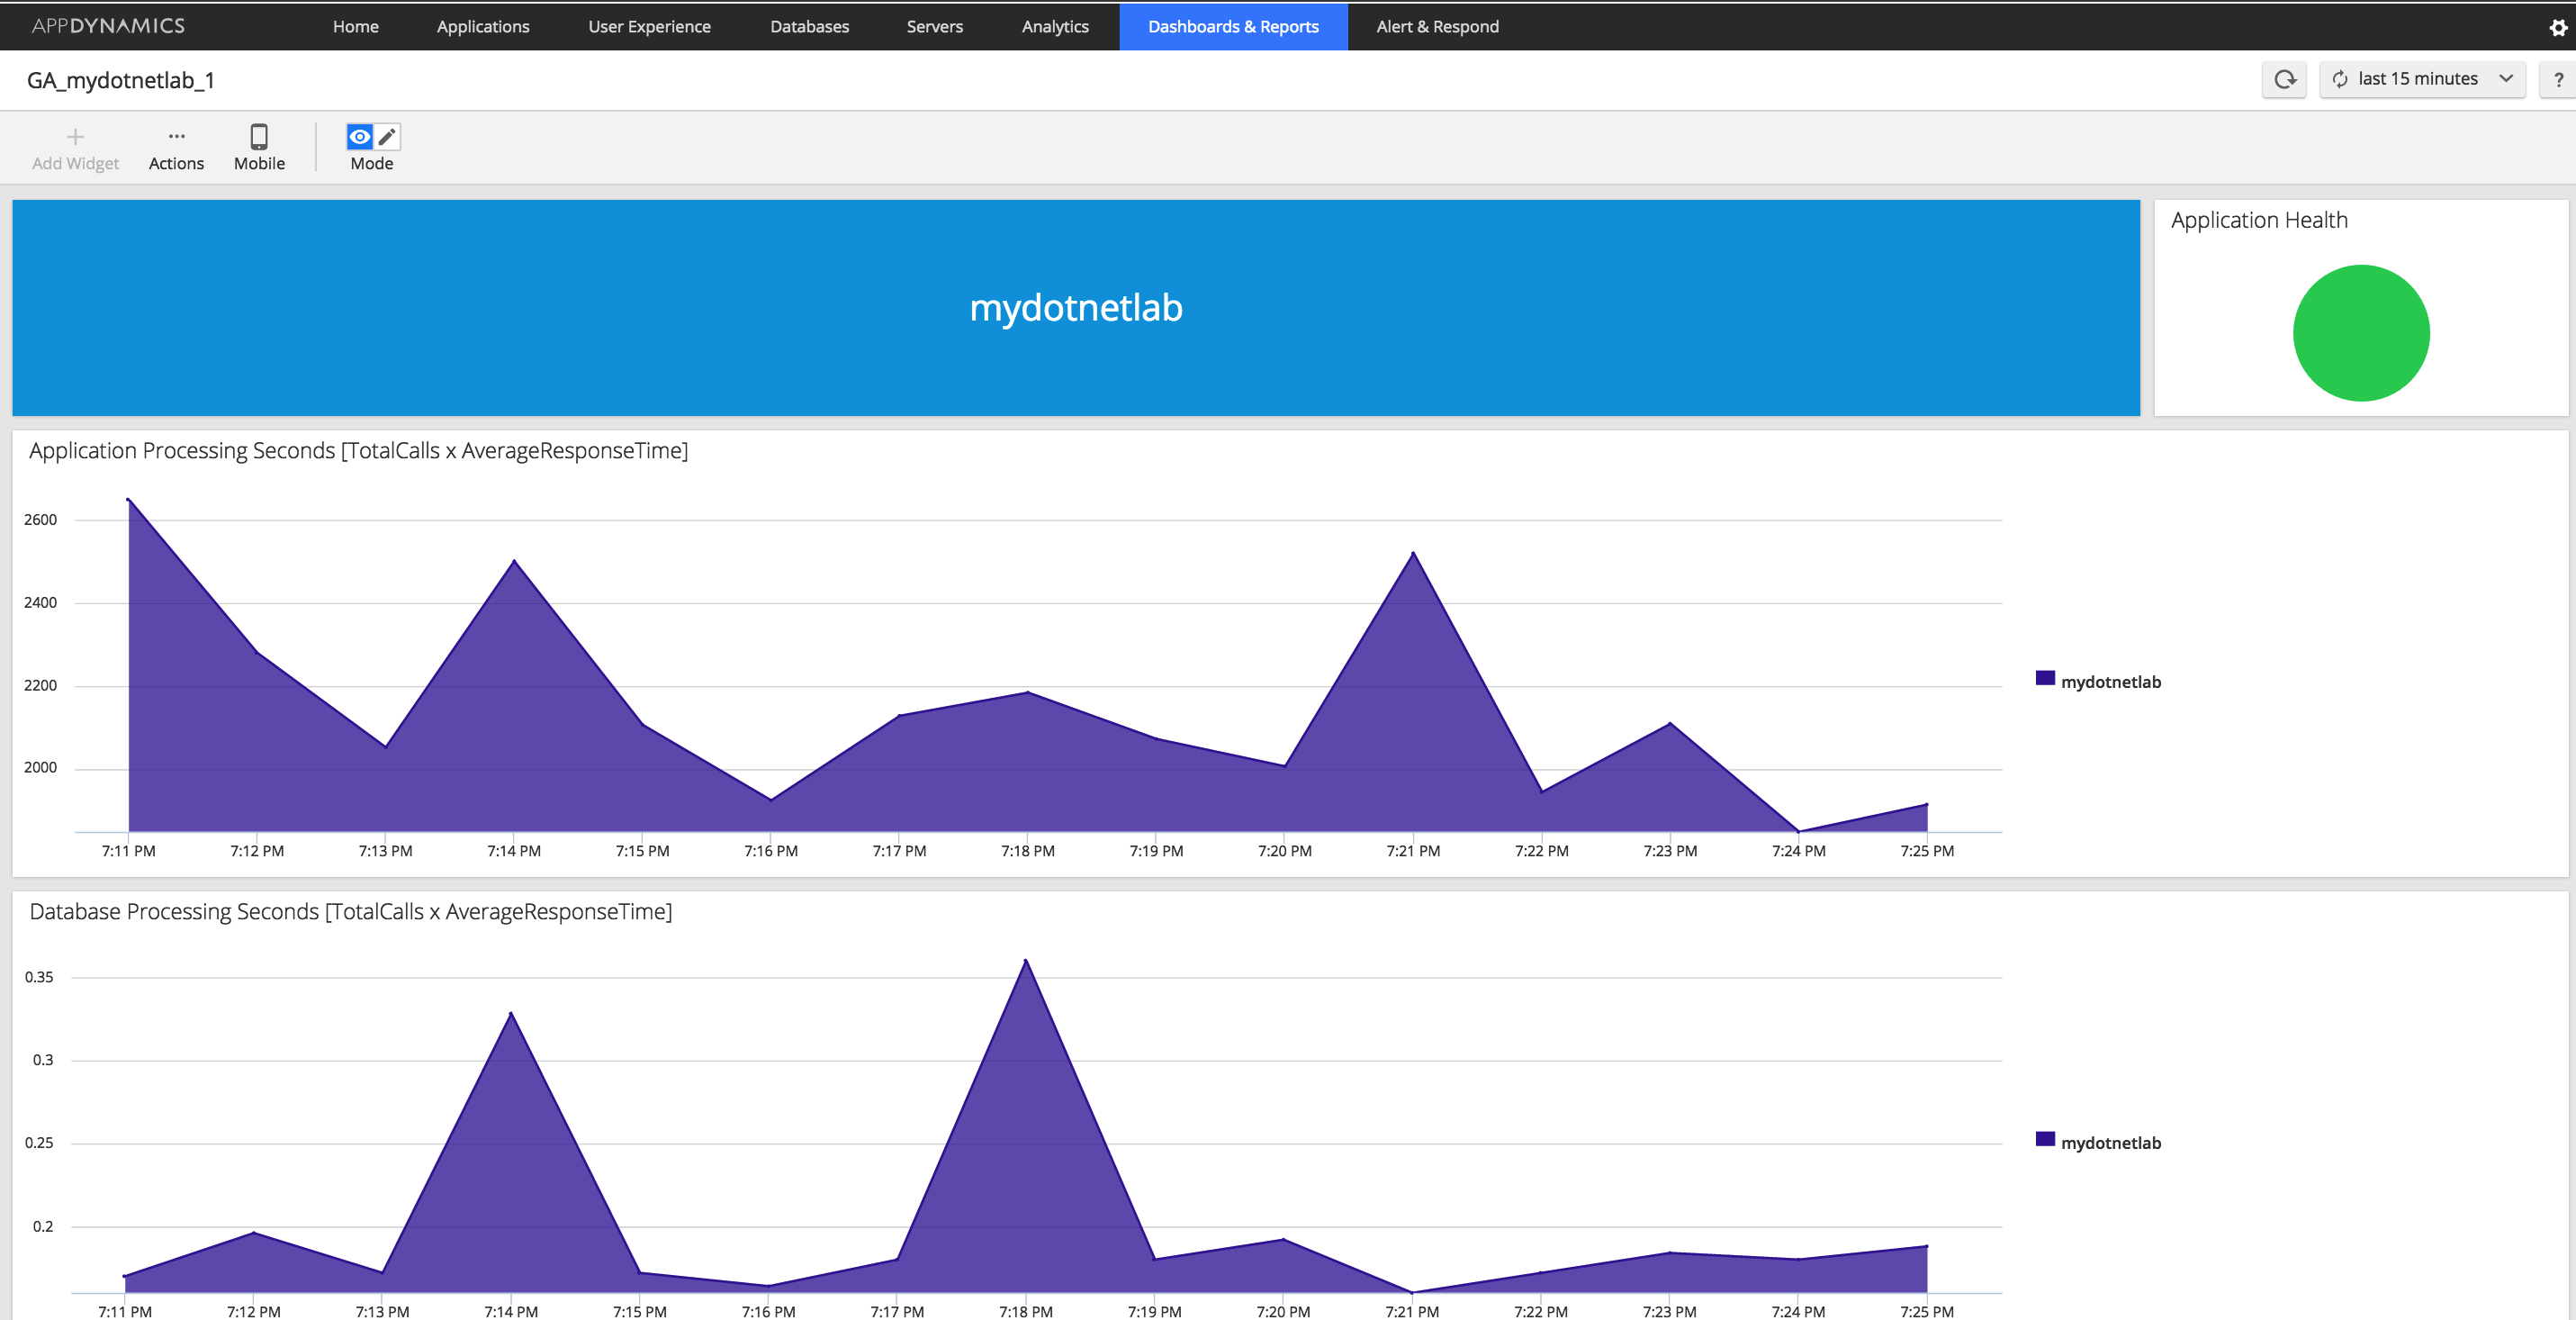 APPDYNAMICS Home Applications User Experience Databases Servers Analytics Dashboards & Reports Alert & Respond
GA_mydotnetlab_1 last 15 minutes ?
Add Widget Actions Mobile Mode
mydotnetlab
Application Health
Application Processing Seconds [TotalCalls x AverageResponseTime]
2600
2400
2200
2000
7:11 PM 7:12 PM 7:13 PM 7:14 PM 7:15 PM 7:16 PM 7:17 PM 7:18 PM 7:19 PM 7:20 PM 7:21 PM 7:22 PM 7:23 PM 7:24 PM 7:25 PM
mydotnetlab
Database Processing Seconds [TotalCalls x AverageResponseTime]
0.35
0.3
0.25
0.2
7:11 PM 7:12 PM 7:13 PM 7:14 PM 7:15 PM 7:16 PM 7:17 PM 7:18 PM 7:19 PM 7:20 PM 7:21 PM 7:22 PM 7:23 PM 7:24 PM 7:25 PM
mydotnetlab